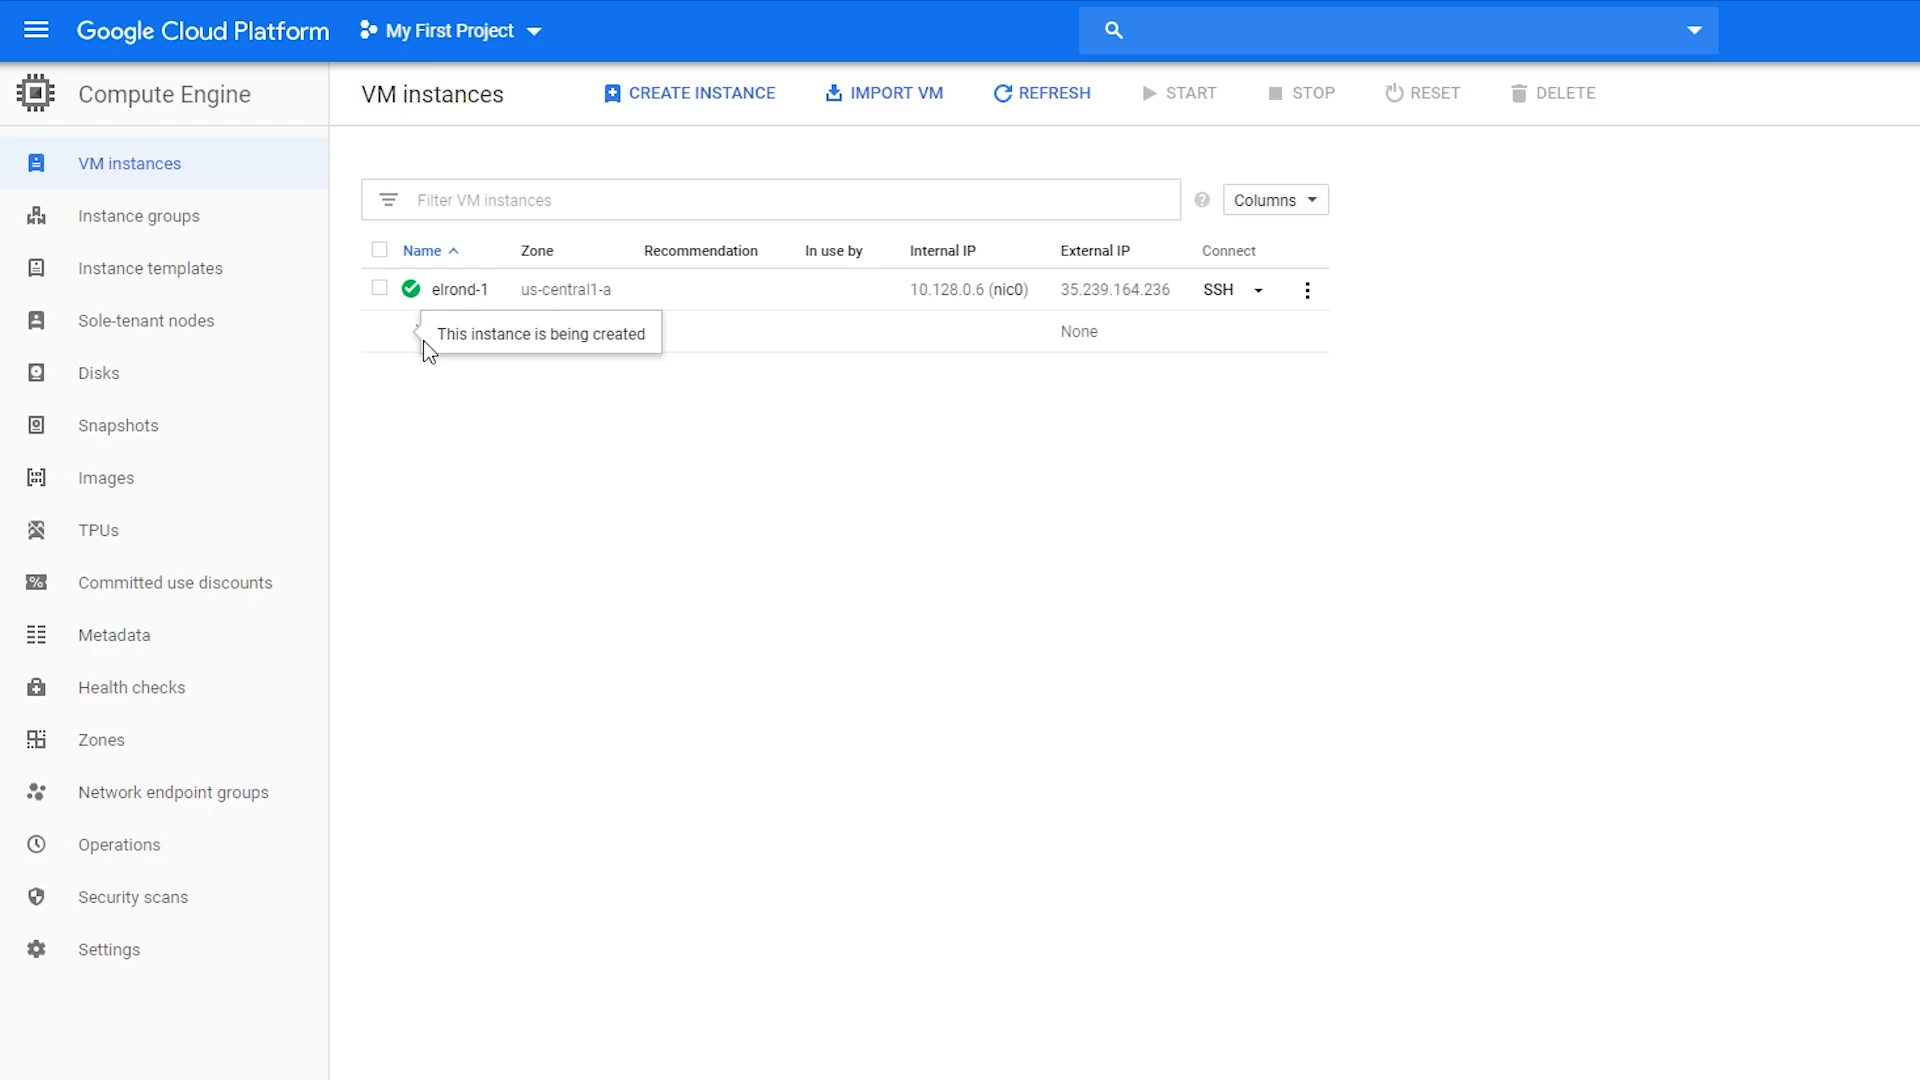 Google Cloud Platform
My First Project
Compute Engine
VM instances
CREATE INSTANCE
IMPORT VM
REFRESH
START
STOP
RESET
DELETE
VM instances
Instance groups
Instance templates
Sole-tenant nodes
Disks
Snapshots
Images
TPUs
Committed use discounts
Metadata
Health checks
Zones
Network endpoint groups
Operations
Security scans
Settings
Filter VM instances
Columns
Name Zone Recommendation In use by Internal IP External IP Connect
elrond-1 us-central1-a 10.128.0.6 (nic0) 35.239.164.236 SSH
This instance is being created
None